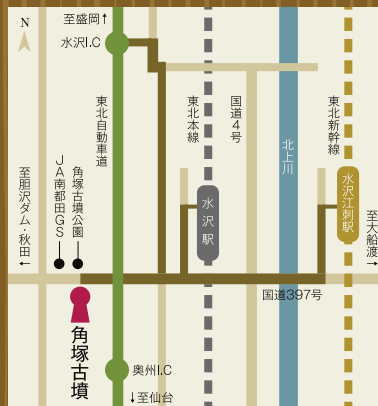 N
至盛岡↑
水沢I.C
東北自動車道
東北本線
国道4号
北上川
東北新幹線
水沢江刺駅
水沢駅
至大船渡→
角塚古墳公園
JA南都田GS
至胆沢ダム・秋田←
国道397号
角塚古墳
奥州I.C
↓至仙台